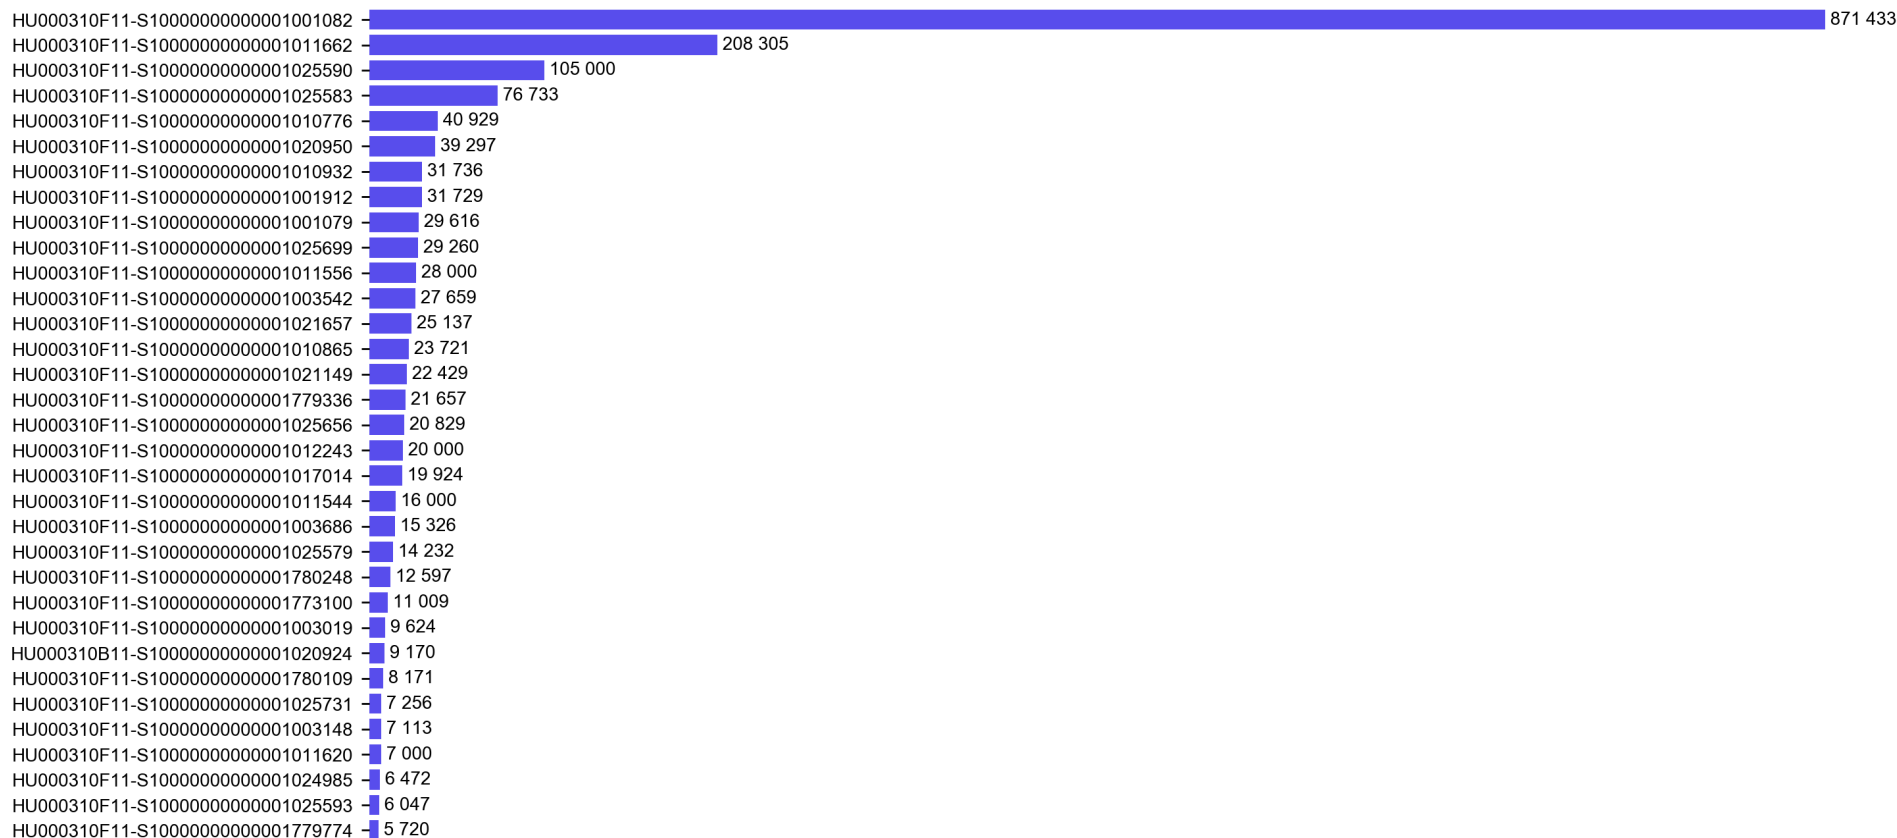 HU000310F11-S10000000000001001082 871 433
HU000310F11-S10000000000001011662 208 305
HU000310F11-S10000000000001025590 105 000
HU000310F11-S10000000000001025583 76 733
HU000310F11-S10000000000001010776 40 929
HU000310F11-S10000000000001020950 39 297
HU000310F11-S10000000000001010932 31 736
HU000310F11-S10000000000001001912 31 729
HU000310F11-S10000000000001001079 29 616
HU000310F11-S10000000000001025699 29 260
HU000310F11-S10000000000001011556 28 000
HU000310F11-S10000000000001003542 27 659
HU000310F11-S10000000000001021657 25 137
HU000310F11-S10000000000001010865 23 721
HU000310F11-S10000000000001021149 22 429
HU000310F11-S10000000000001779336 21 657
HU000310F11-S10000000000001025656 20 829
HU000310F11-S10000000000001012243 20 000
HU000310F11-S10000000000001017014 19 924
HU000310F11-S10000000000001011544 16 000
HU000310F11-S10000000000001003686 15 326
HU000310F11-S10000000000001025579 14 232
HU000310F11-S10000000000001780248 12 597
HU000310F11-S10000000000001773100 11 009
HU000310F11-S10000000000001003019 9 624
HU000310B11-S10000000000001020924 9 170
HU000310F11-S10000000000001780109 8 171
HU000310F11-S10000000000001025731 7 256
HU000310F11-S10000000000001003148 7 113
HU000310F11-S10000000000001011620 7 000
HU000310F11-S10000000000001024985 6 472
HU000310F11-S10000000000001025593 6 047
HU000310F11-S10000000000001779774 5 720